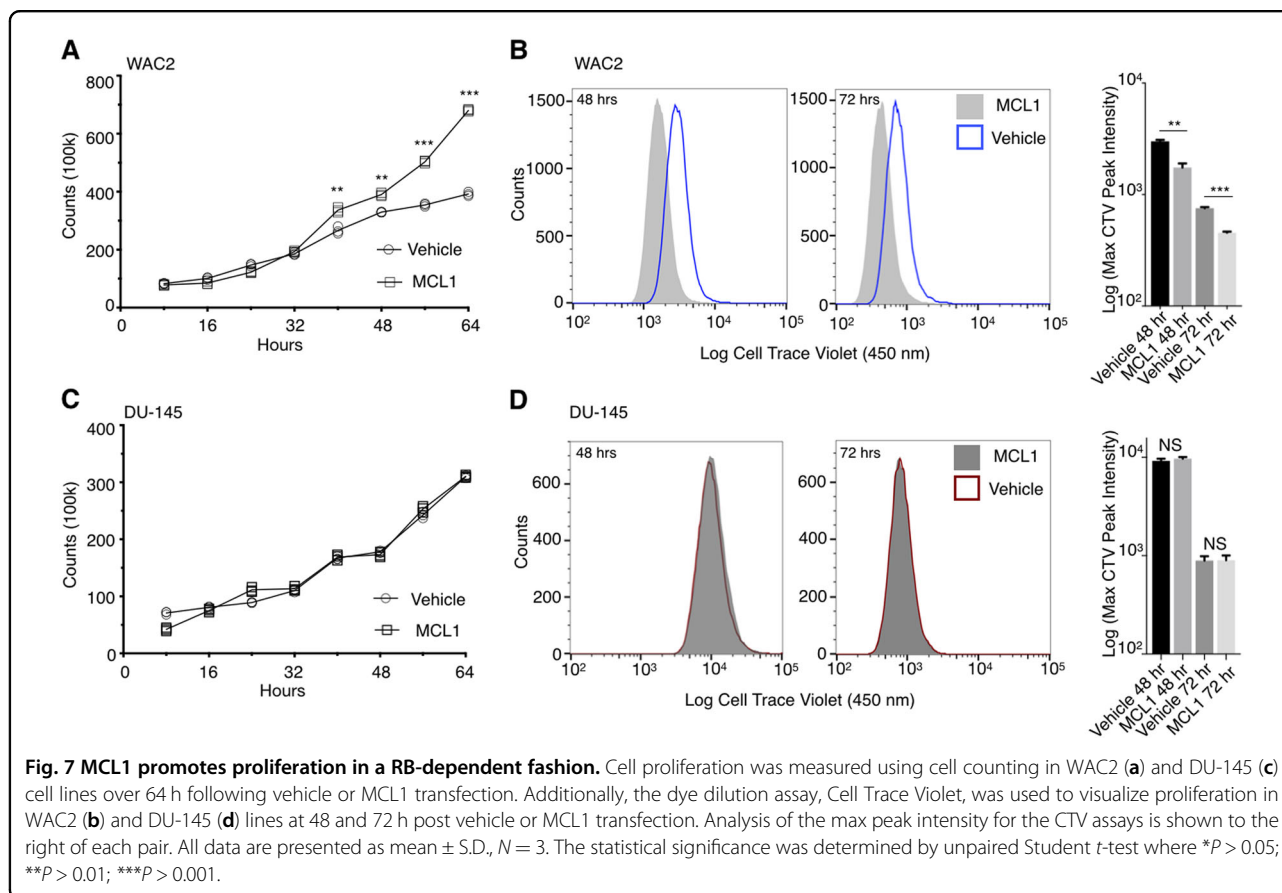 A
WAC2
800
600
400
200
0
Counts (100k)
** ** *** ***
Vehicle
MCL1
0 16 32 48 64
Hours
B
WAC2
48 hrs
1500
1000
500
0
Counts
10² 10³ 10⁴ 10⁵
72 hrs
1500
1000
500
0
MCL1
Vehicle
10² 10³ 10⁴ 10⁵
Log Cell Trace Violet (450 nm)
Log (Max CTV Peak Intensity)
10⁴
10³
10²
**
***
Vehicle 48 hr
MCL1 48 hr
Vehicle 72 hr
MCL1 72 hr
C
DU-145
400
300
200
100
0
Counts (100k)
Vehicle
MCL1
0 16 32 48 64
Hours
D
DU-145
48 hrs
600
400
200
0
Counts
10² 10³ 10⁴ 10⁵
72 hrs
600
400
200
0
MCL1
Vehicle
10² 10³ 10⁴ 10⁵
Log Cell Trace Violet (450 nm)
Log (Max CTV Peak Intensity)
10⁴
10³
10²
NS
NS
Vehicle 48 hr
MCL1 48 hr
Vehicle 72 hr
MCL1 72 hr
Fig. 7 MCL1 promotes proliferation in a RB-dependent fashion. Cell proliferation was measured using cell counting in WAC2 (a) and DU-145 (c)
cell lines over 64 h following vehicle or MCL1 transfection. Additionally, the dye dilution assay, Cell Trace Violet, was used to visualize proliferation in
WAC2 (b) and DU-145 (d) lines at 48 and 72 h post vehicle or MCL1 transfection. Analysis of the max peak intensity for the CTV assays is shown to the
right of each pair. All data are presented as mean ± S.D., N = 3. The statistical significance was determined by unpaired Student t-test where *P > 0.05;
**P > 0.01; ***P > 0.001.